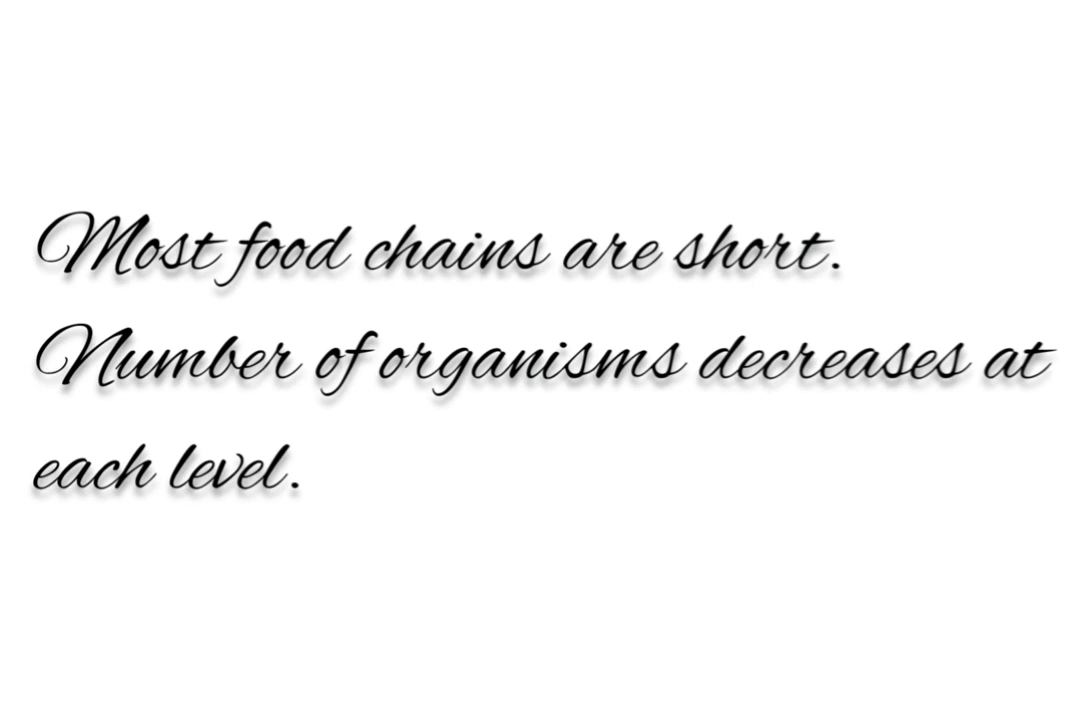 Most food chains are short.
Number of organisms decreases at
each level.